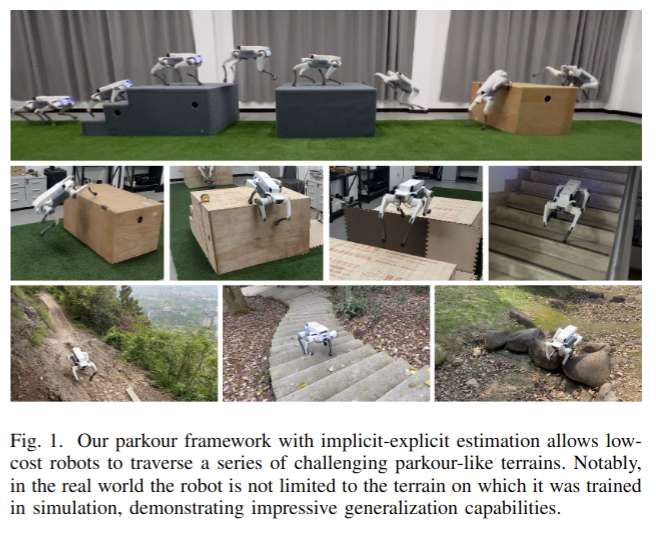 Fig. 1. Our parkour framework with implicit-explicit estimation allows low-
cost robots to traverse a series of challenging parkour-like terrains. Notably,
in the real world the robot is not limited to the terrain on which it was trained
in simulation, demonstrating impressive generalization capabilities.